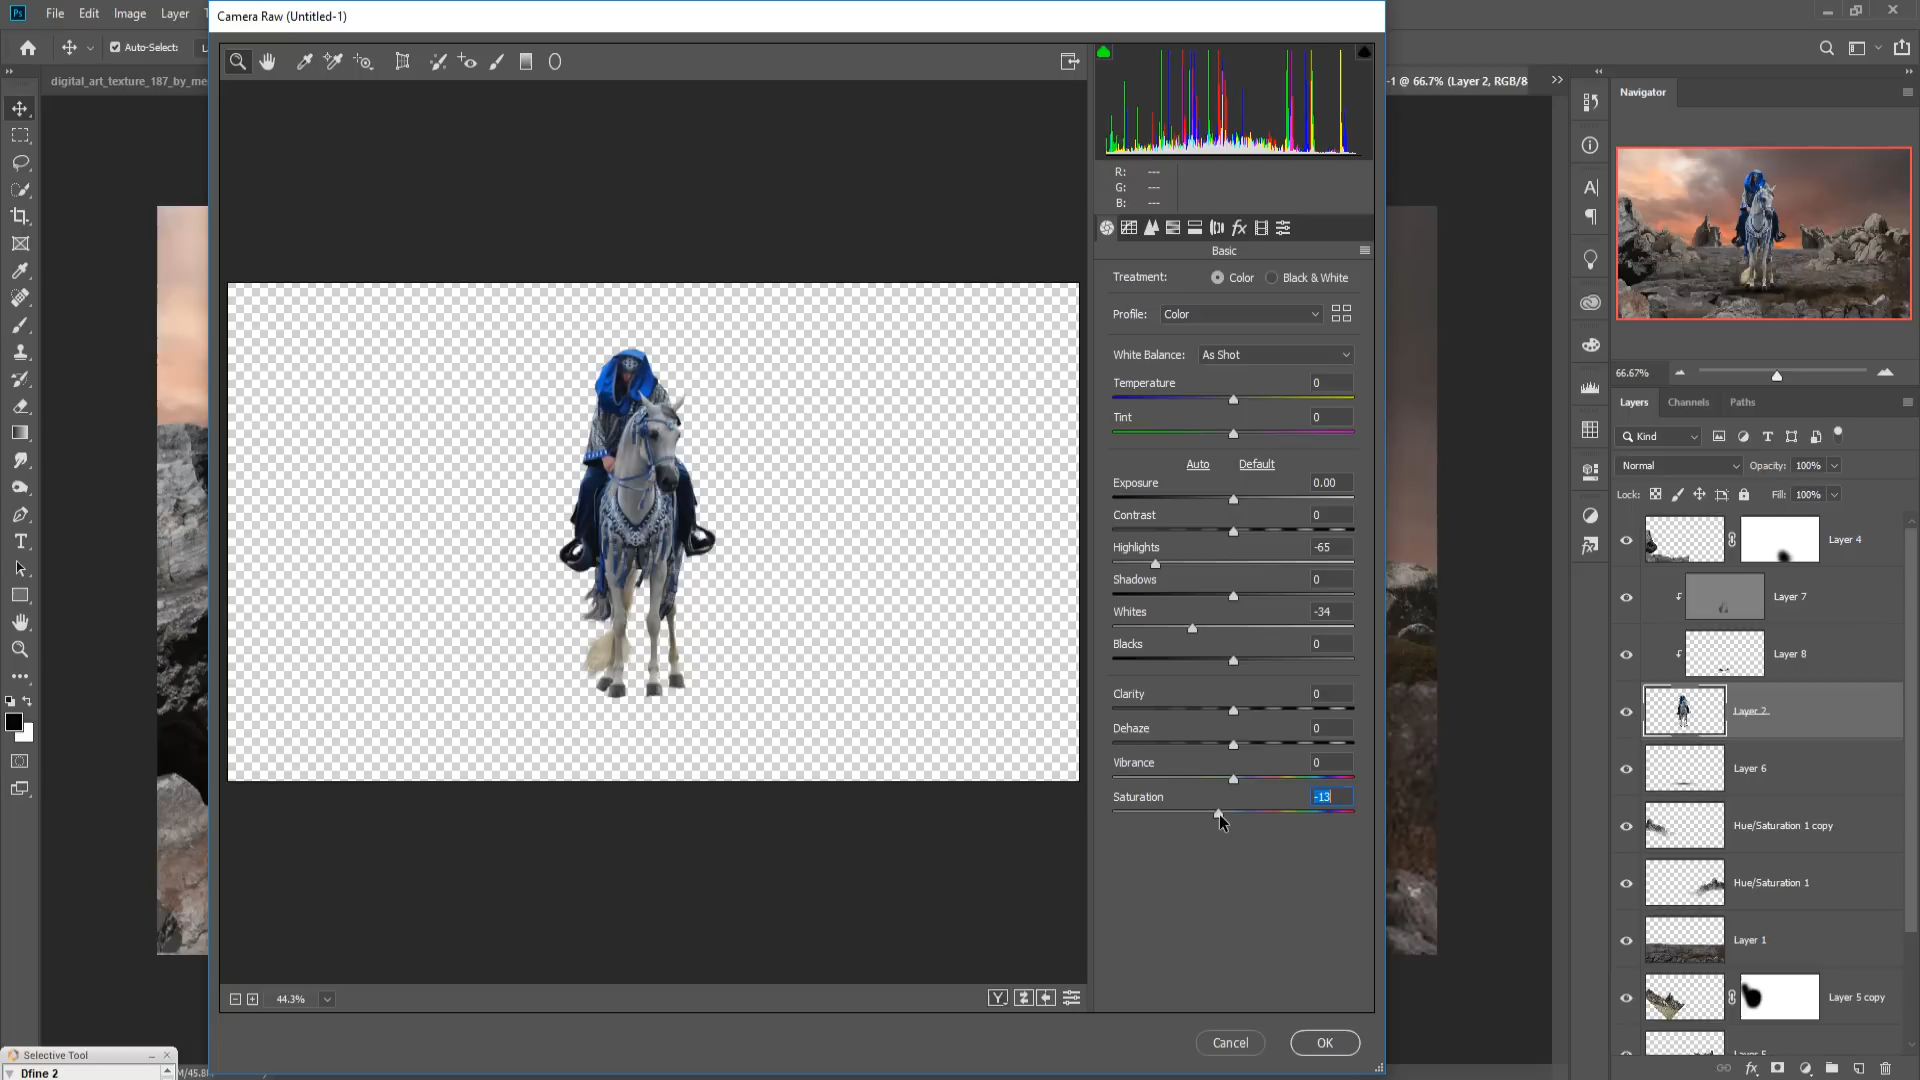 Ps File Edit Image Layer
Camera Raw (Untitled-1)
Auto-Select:
digital_art_texture_187_by_me
-1 @ 66.7% (Layer 2, RGB/8
Navigator
R: ---
G: ---
B: ---
Basic
Treatment: Color Black & White
Profile: Color
White Balance: As Shot
Temperature 0
Tint 0
Auto Default
Exposure 0.00
Contrast 0
Highlights -65
Shadows 0
Whites -34
Blacks 0
Clarity 0
Dehaze 0
Vibrance 0
Saturation -13
44.3%
Cancel OK
66.67%
Layers Channels Paths
Kind
Normal Opacity: 100%
Lock: Fill: 100%
Layer 4
Layer 7
Layer 8
Layer 2
Layer 6
Hue/Saturation 1 copy
Hue/Saturation 1
Layer 1
Layer 5 copy
Selective Tool
Dfine 2